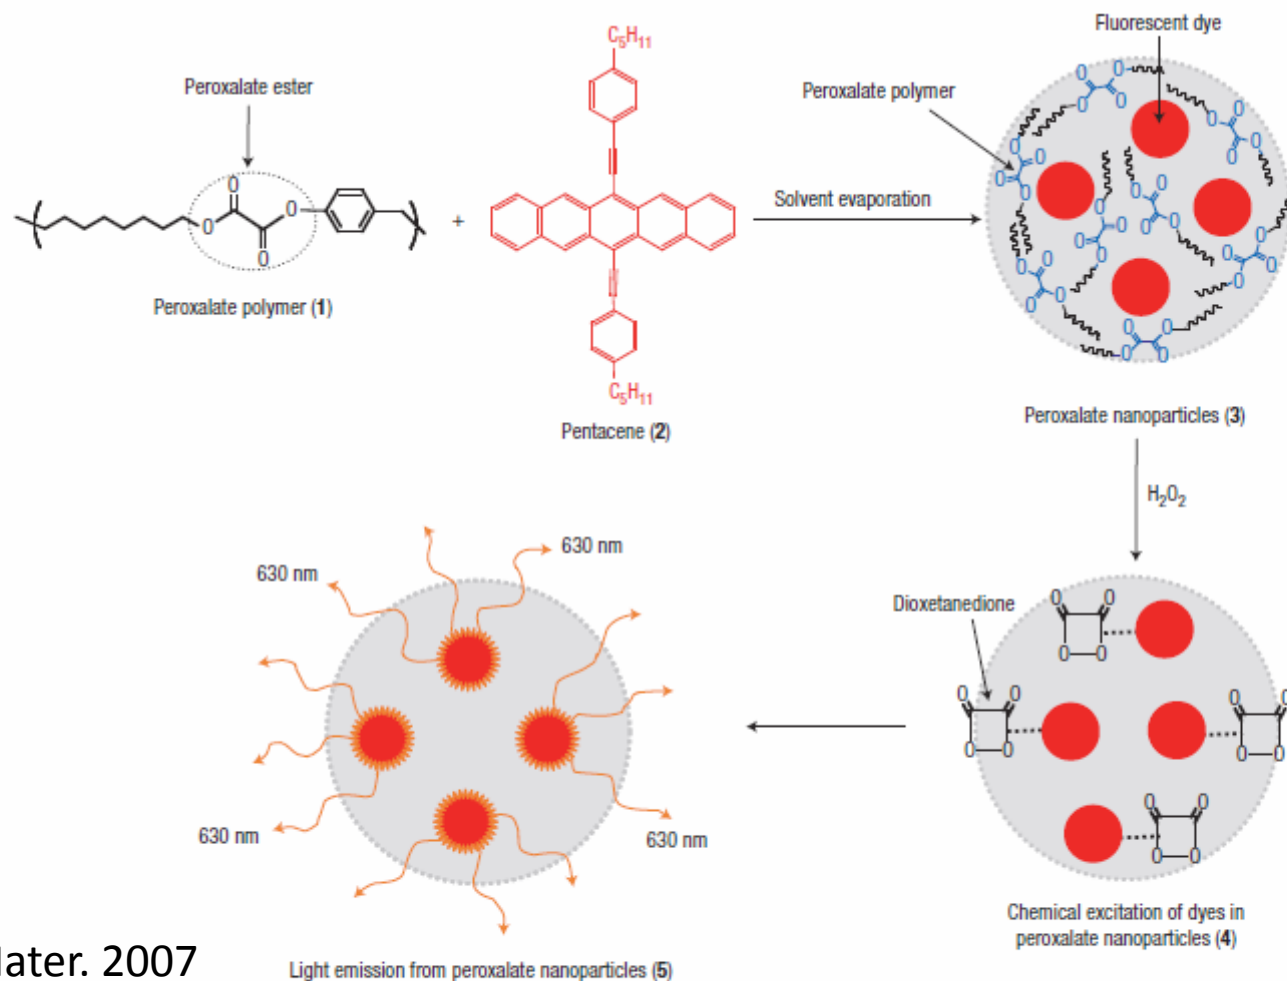 C5H11
Fluorescent dye
Peroxalate ester
Peroxalate polymer
Solvent evaporation
+
Peroxalate polymer (1)
C5H11
Pentacene (2)
Peroxalate nanoparticles (3)
H2O2
630 nm
630 nm
Dioxetanedione
630 nm
630 nm
Chemical excitation of dyes in
peroxalate nanoparticles (4)
Light emission from peroxalate nanoparticles (5)
2007